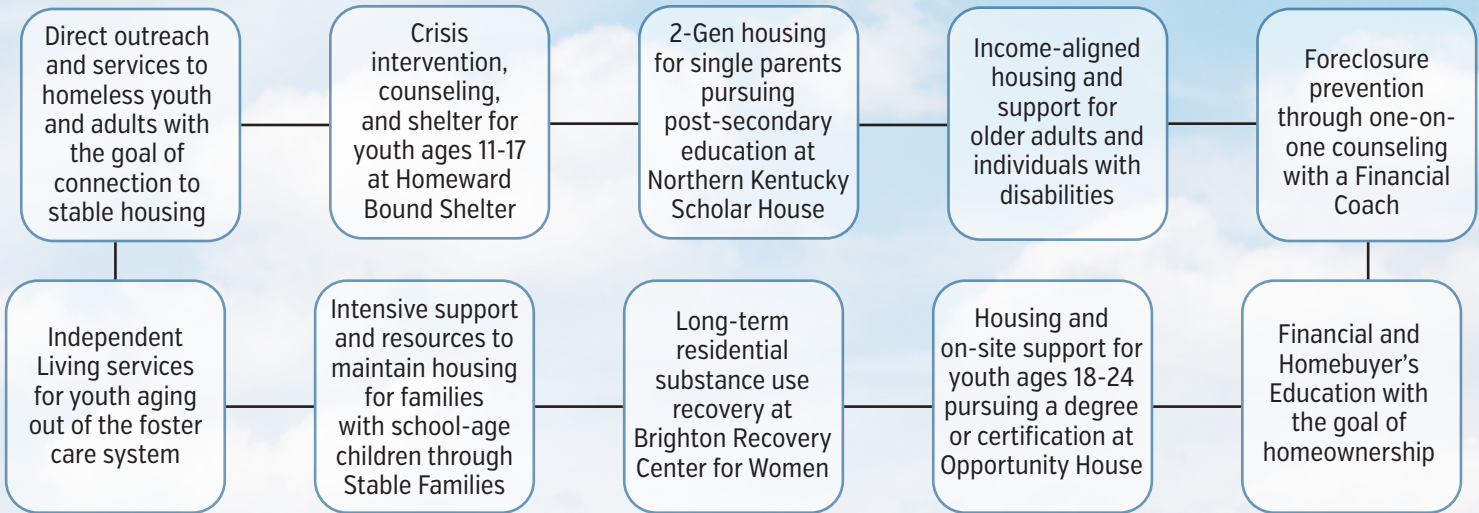 Direct outreach
and services to
homeless youth
and adults with
the goal of
connection to
stable housing
Crisis
intervention,
counseling,
and shelter for
youth ages 11-17
at Homeward
Bound Shelter
2-Gen housing
for single parents
pursuing
post-secondary
education at
Northern Kentucky
Scholar House
Income-aligned
housing and
support for
older adults and
individuals with
disabilities
Foreclosure
prevention
through one-on-
one counseling
with a Financial
Coach
Independent
Living services
for youth aging
out of the foster
care system
Intensive support
and resources to
maintain housing
for families
with school-age
children through
Stable Families
Long-term
residential
substance use
recovery at
Brighton Recovery
Center for Women
Housing and
on-site support for
youth ages 18-24
pursuing a degree
or certification at
Opportunity House
Financial and
Homebuyer’s
Education with
the goal of
homeownership